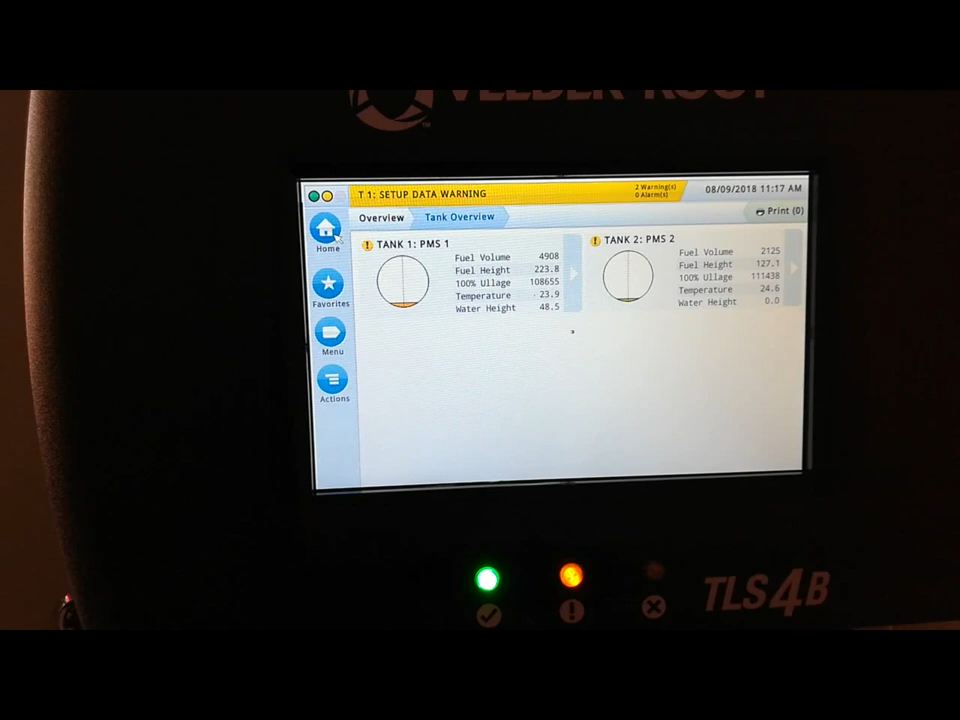 VEEDER-ROOT
T 1: SETUP DATA WARNING
2 Warning(s)
0 Alarm(s)
08/09/2018 11:17 AM
Overview
Tank Overview
Print (0)
Home
Favorites
Menu
Actions
TANK 1: PMS 1
Fuel Volume 4908
Fuel Height 223.8
100% Ullage 108655
Temperature 23.9
Water Height 48.5
TANK 2: PMS 2
Fuel Volume 2125
Fuel Height 127.1
100% Ullage 111438
Temperature 24.6
Water Height 0.0
TLS4B